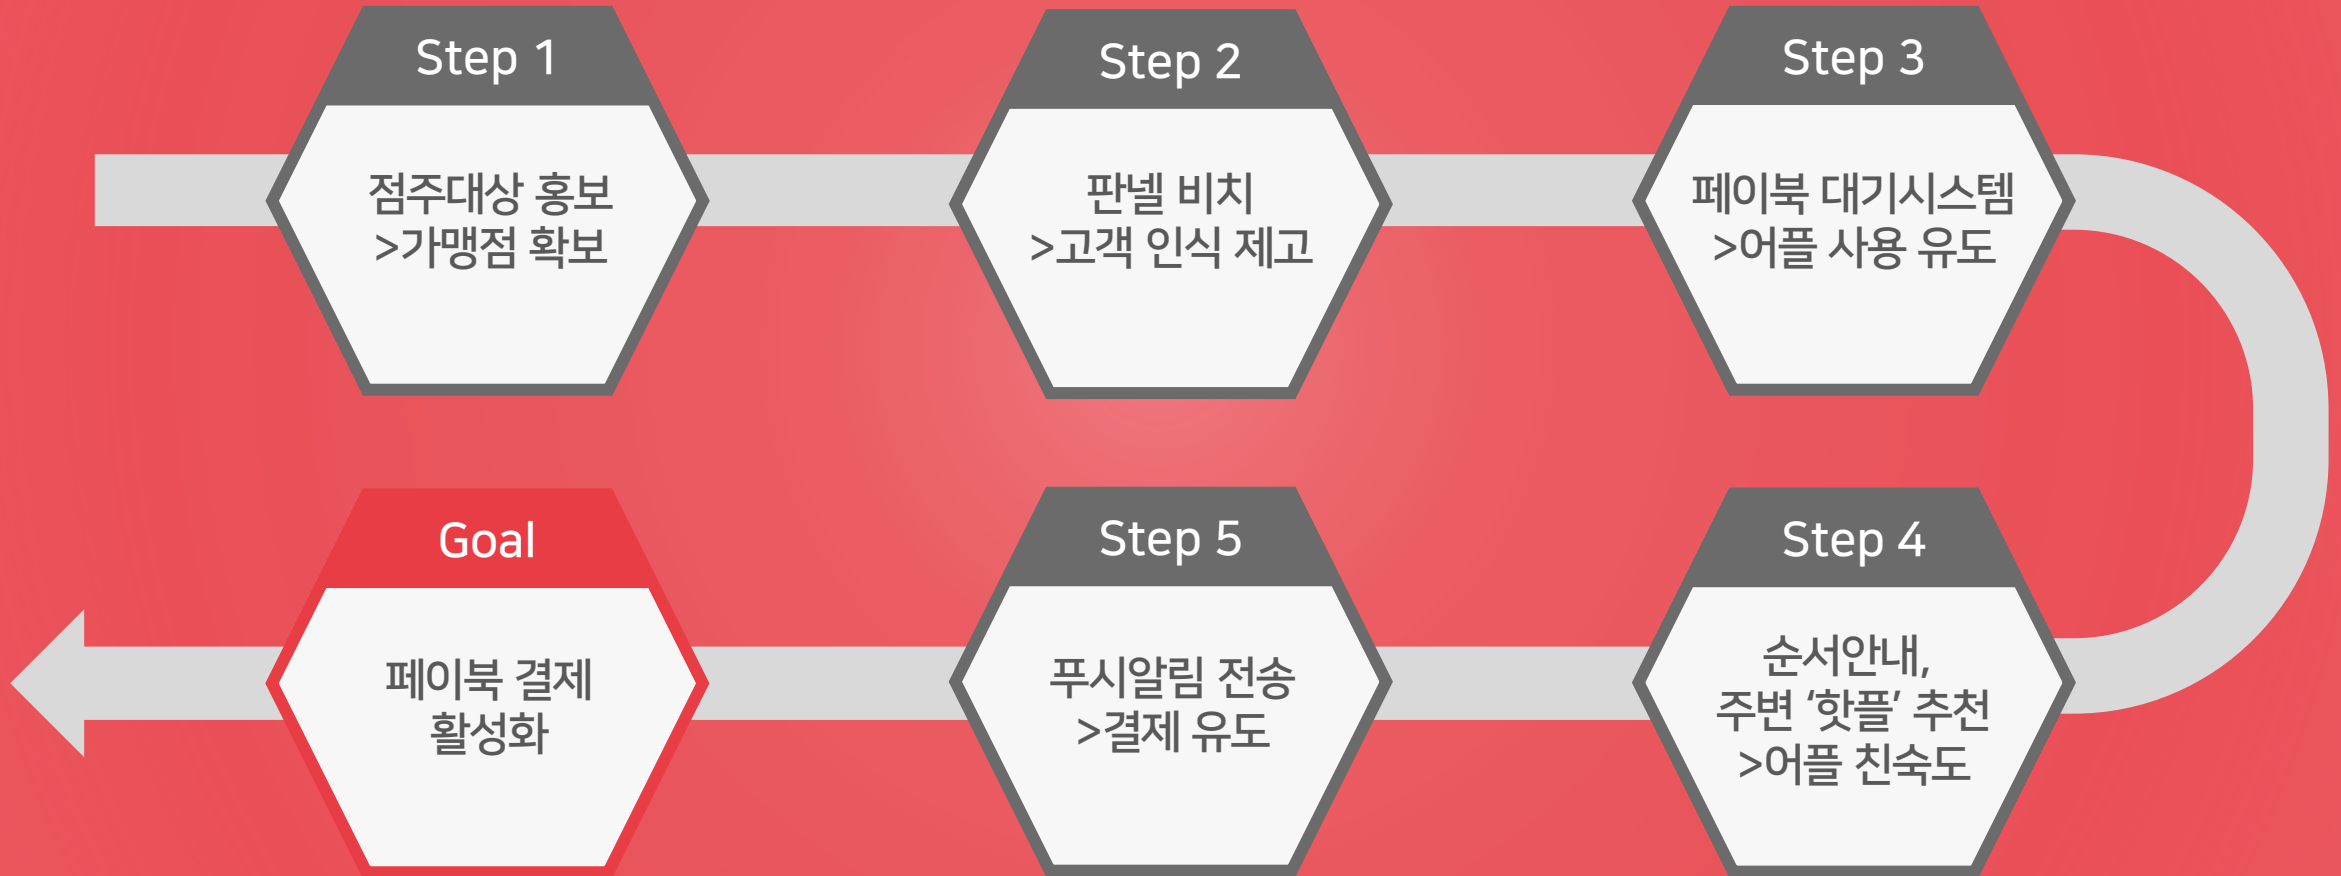 Step 1
점주대상 홍보
>가맹점 확보
Step 2
판넬 비치
>고객 인식 제고
Step 3
페이북 대기시스템
>어플 사용 유도
Step 4
순서안내,
주변 ‘핫플’ 추천
>어플 친숙도
Step 5
푸시알림 전송
>결제 유도
Goal
페이북 결제
활성화